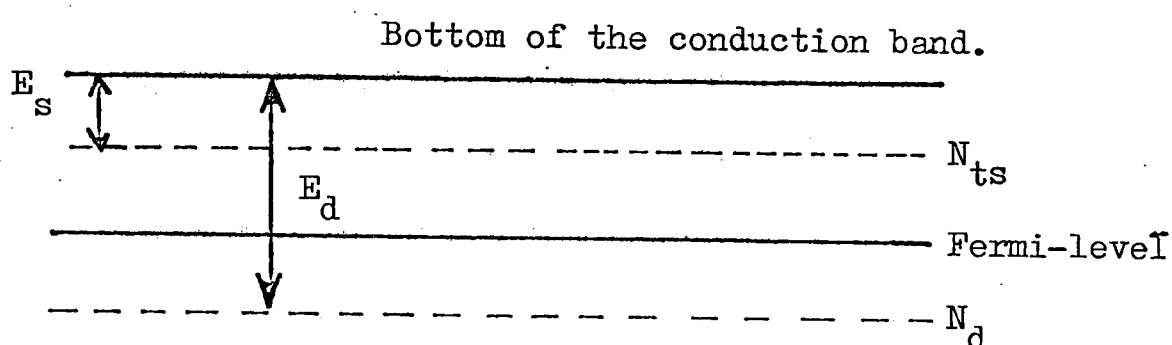 Bottom of the conduction band.
E_s
N_ts
E_d
Fermi-level
N_d